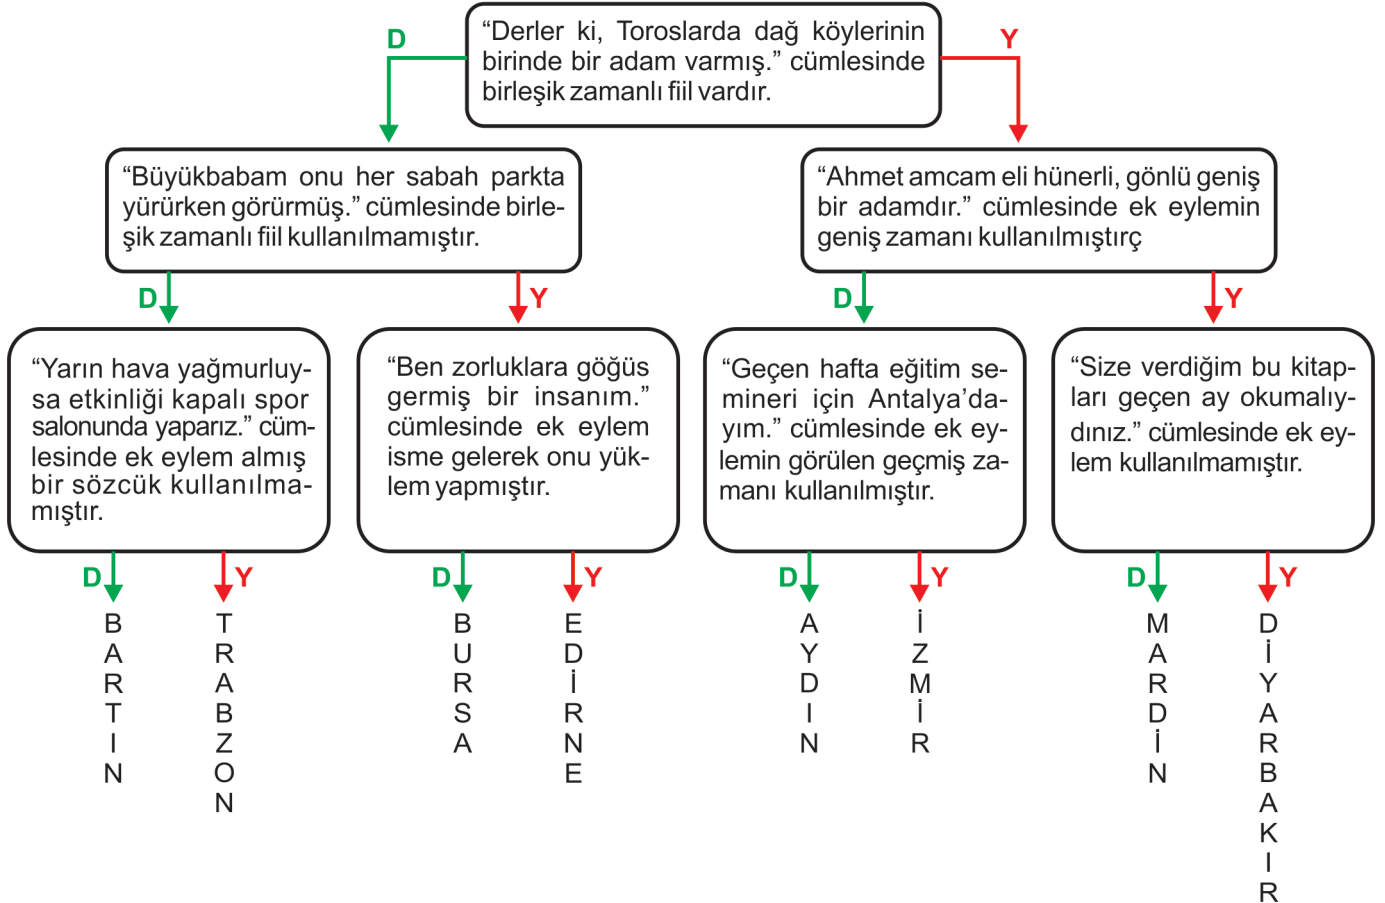 D
“Derler ki, Toroslarda dağ köylerinin
birinde bir adam varmış.” cümlesinde
birleşik zamanlı fiil vardır.
Y
“Büyükbabam onu her sabah parkta
yürürken görürmüş.” cümlesinde birle-
şik zamanlı fiil kullanılmamıştır.
“Ahmet amcam eli hünerli, gönlü geniş
bir adamdır.” cümlesinde ek eylemin
geniş zamanı kullanılmıştırç
D
Y
D
Y
“Yarın hava yağmurluy-
sa etkinliği kapalı spor
salonunda yaparız.” cüm-
lesinde ek eylem almış
bir sözcük kullanılma-
mıştır.
“Ben zorluklara göğüs
germiş bir insanım.”
cümlesinde ek eylem
isme gelerek onu yük-
lem yapmıştır.
“Geçen hafta eğitim se-
mineri için Antalya’da-
yım.” cümlesinde ek ey-
lemin görülen geçmiş za-
manı kullanılmıştır.
“Size verdiğim bu kitap-
ları geçen ay okumalıy-
dınız.” cümlesinde ek ey-
lem kullanılmamıştır.
D
Y
D
Y
D
Y
D
Y
BARTIN
TRABZON
BURSA
EDİRNE
AYDIN
İZMİR
MARDİN
DİYARBAKIR